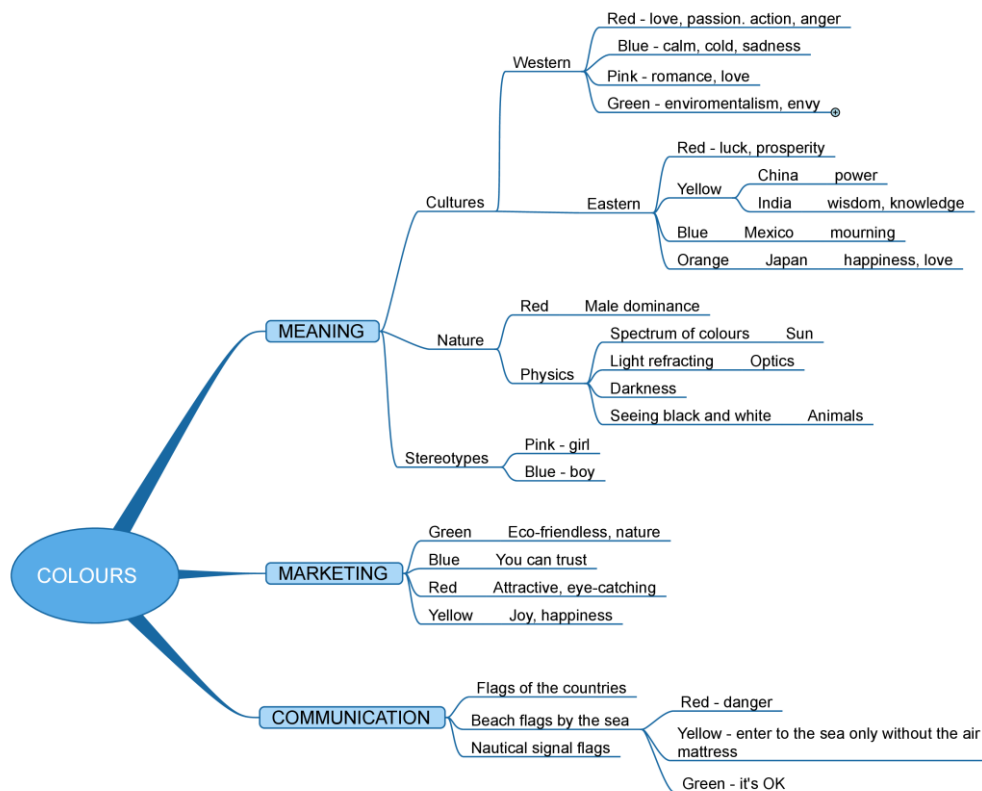 COLOURS
MEANING
Cultures
Western
Red - love, passion. action, anger
Blue - calm, cold, sadness
Pink - romance, love
Green - enviromentalism, envy
Eastern
Red - luck, prosperity
Yellow
China power
India wisdom, knowledge
Blue Mexico mourning
Orange Japan happiness, love
Nature
Red Male dominance
Physics
Spectrum of colours Sun
Light refracting Optics
Darkness
Seeing black and white Animals
Stereotypes
Pink - girl
Blue - boy
MARKETING
Green Eco-friendless, nature
Blue You can trust
Red Attractive, eye-catching
Yellow Joy, happiness
COMMUNICATION
Flags of the countries
Beach flags by the sea
Red - danger
Yellow - enter to the sea only without the air
mattress
Green - it's OK
Nautical signal flags